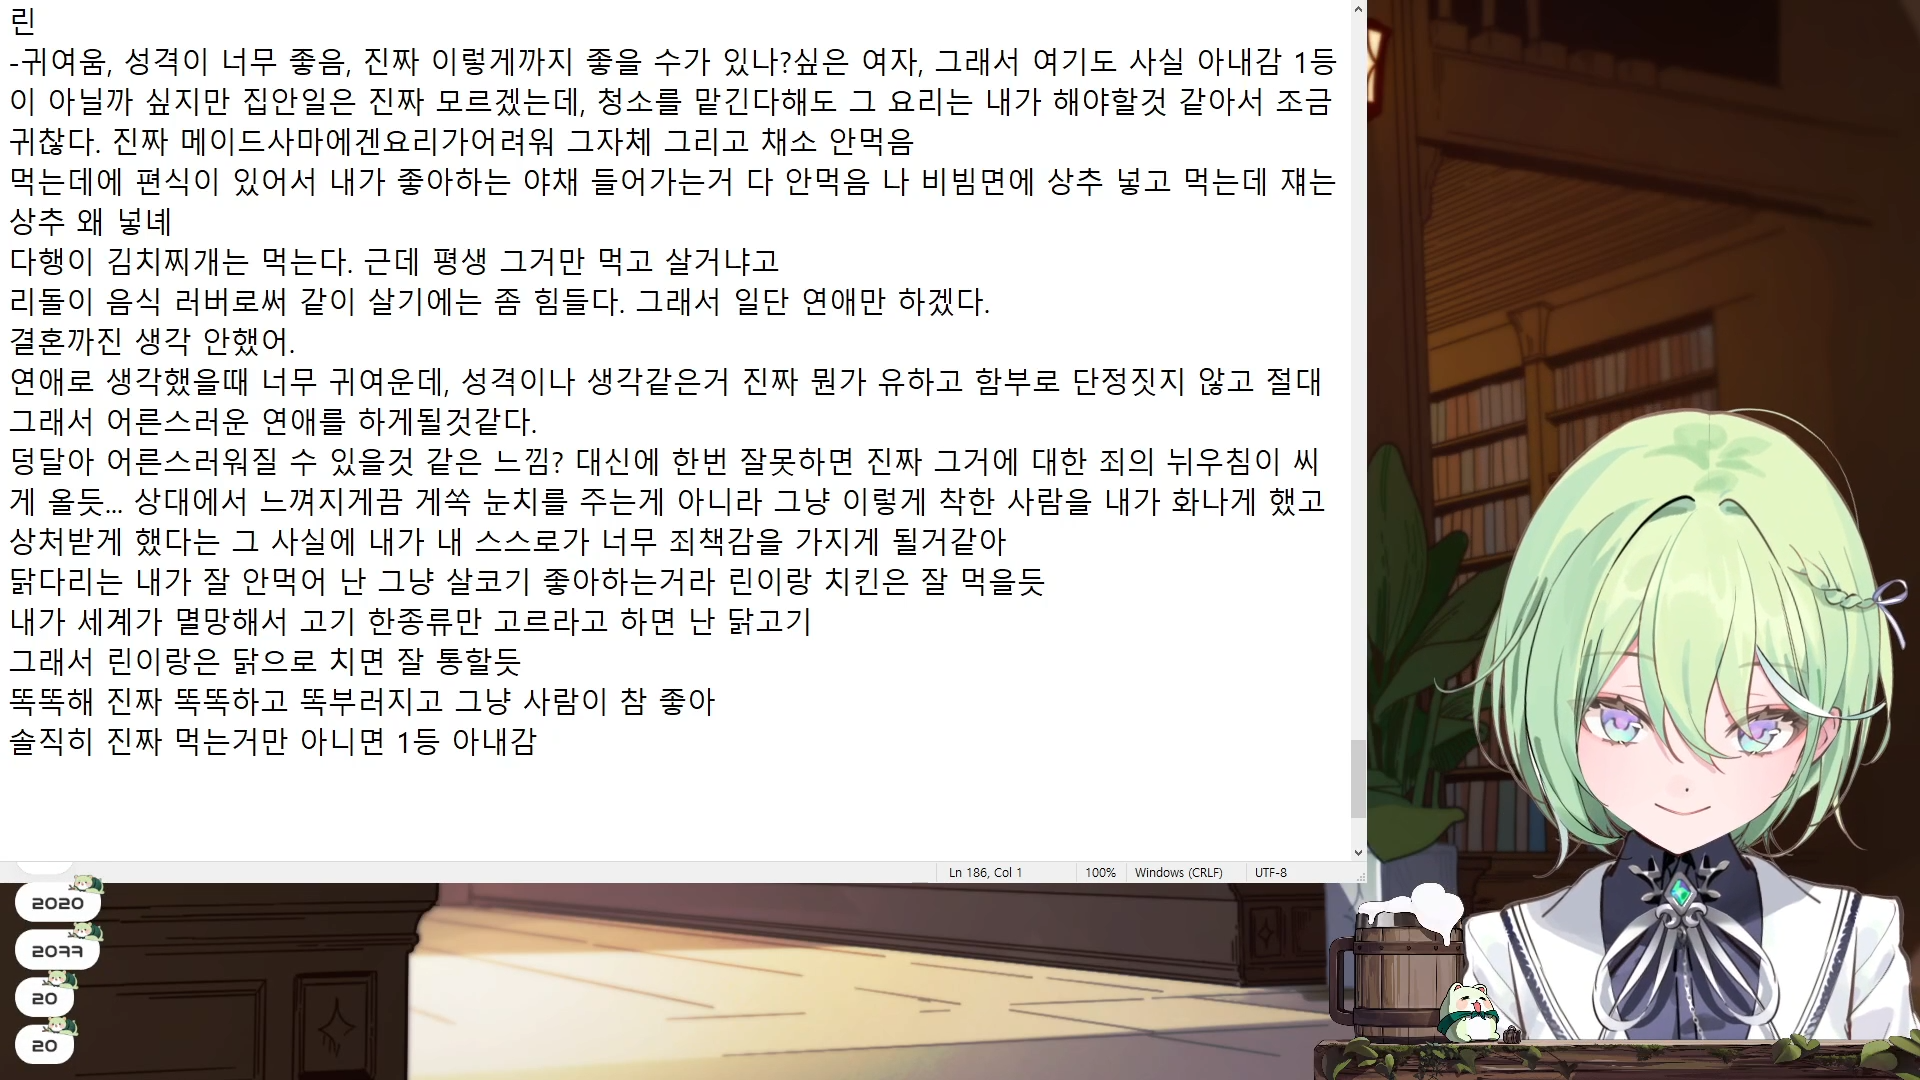 린
-귀여움, 성격이 너무 좋음, 진짜 이렇게까지 좋을 수가 있나?싶은 여자, 그래서 여기도 사실 아내감 1등
이 아닐까 싶지만 집안일은 진짜 모르겠는데, 청소를 맡긴다해도 그 요리는 내가 해야할것 같아서 조금
귀찮다. 진짜 메이드사마에겐요리가어려워 그자체 그리고 채소 안먹음
먹는데에 편식이 있어서 내가 좋아하는 야채 들어가는거 다 안먹음 나 비빔면에 상추 넣고 먹는데 쟤는
상추 왜 넣녜
다행이 김치찌개는 먹는다. 근데 평생 그거만 먹고 살거냐고
리돌이 음식 러버로써 같이 살기에는 좀 힘들다. 그래서 일단 연애만 하겠다.
결혼까진 생각 안했어.
연애로 생각했을때 너무 귀여운데, 성격이나 생각같은거 진짜 뭔가 유하고 함부로 단정짓지 않고 절대
그래서 어른스러운 연애를 하게될것같다.
덩달아 어른스러워질 수 있을것 같은 느낌? 대신에 한번 잘못하면 진짜 그거에 대한 죄의 뉘우침이 씨
게 올듯... 상대에서 느껴지게끔 게쏙 눈치를 주는게 아니라 그냥 이렇게 착한 사람을 내가 화나게 했고
상처받게 했다는 그 사실에 내가 내 스스로가 너무 죄책감을 가지게 될거같아
닭다리는 내가 잘 안먹어 난 그냥 살코기 좋아하는거라 린이랑 치킨은 잘 먹을듯
내가 세계가 멸망해서 고기 한종류만 고르라고 하면 난 닭고기
그래서 린이랑은 닭으로 치면 잘 통할듯
똑똑해 진짜 똑똑하고 똑부러지고 그냥 사람이 참 좋아
솔직히 진짜 먹는거만 아니면 1등 아내감
Ln 186, Col 1 100% Windows (CRLF) UTF-8
2020
2077
20
20